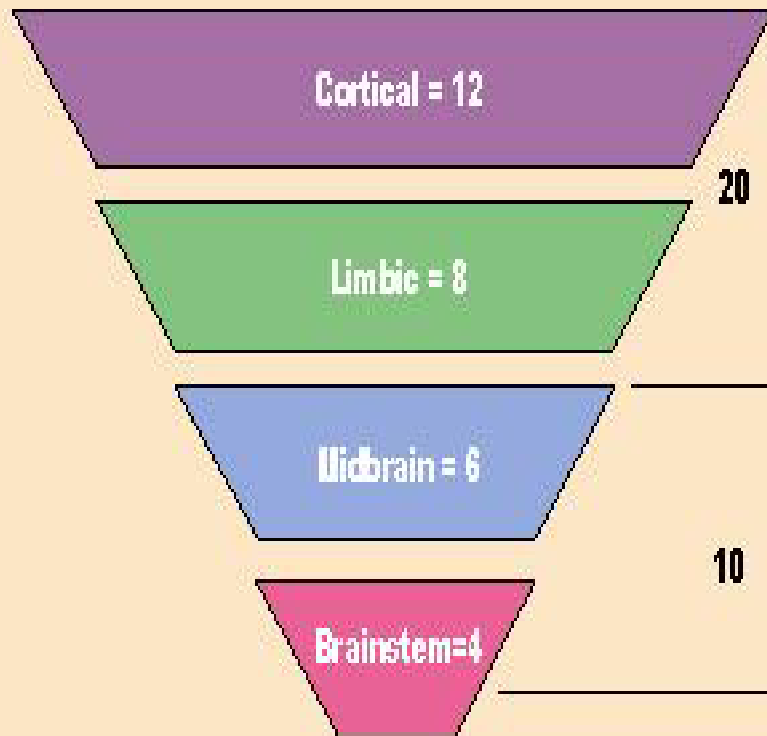 Cortical = 12
20
Limbic = 8
Midbrain = 6
10
Brainstem=4